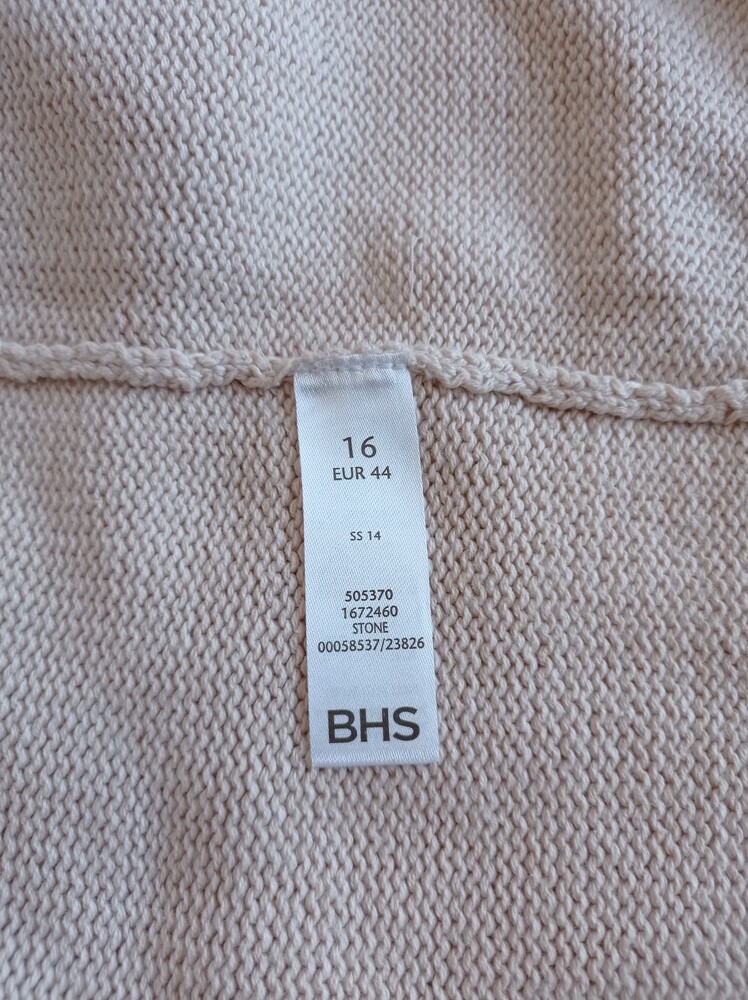 16
EUR 44
SS 14
505370
1672460
STONE
00058537/23826
BHS